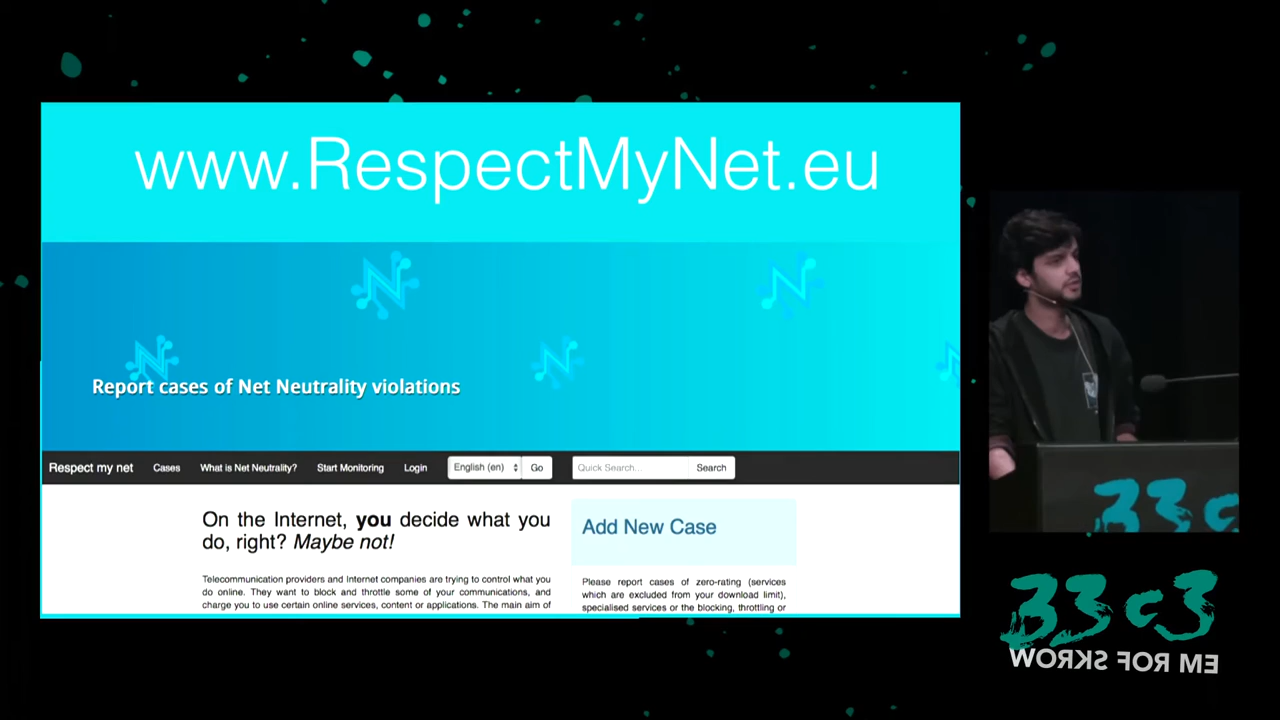 www.RespectMyNet.eu
Report cases of Net Neutrality violations
Respect my net Cases What is Net Neutrality? Start Monitoring Login English (en) Go Quick Search... Search
On the Internet, you decide what you
do, right? Maybe not!
Telecommunication providers and Internet companies are trying to control what you
do online. They want to block and throttle some of your communications, and
charge you to use certain online services, content or applications. The main aim of
Add New Case
Please report cases of zero-rating (services
which are excluded from your download limit),
specialised services or the blocking, throttling or
33c3
33C3
WORKS FOR ME